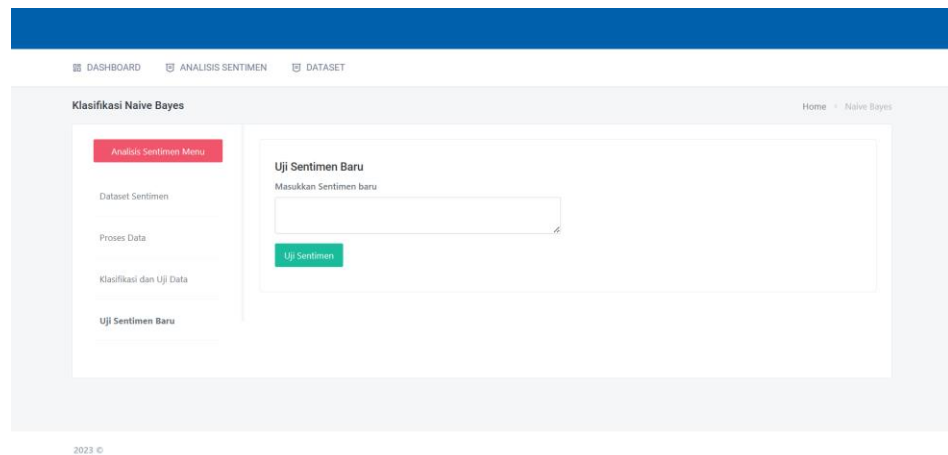 DASHBOARD ANALISIS SENTIMEN DATASET
Klasifikasi Naive Bayes
Home Naive Bayes
Analisis Sentimen Menu
Dataset Sentimen
Proses Data
Klasifikasi dan Uji Data
Uji Sentimen Baru
Uji Sentimen Baru
Masukkan Sentimen baru
Uji Sentimen
2023 ©